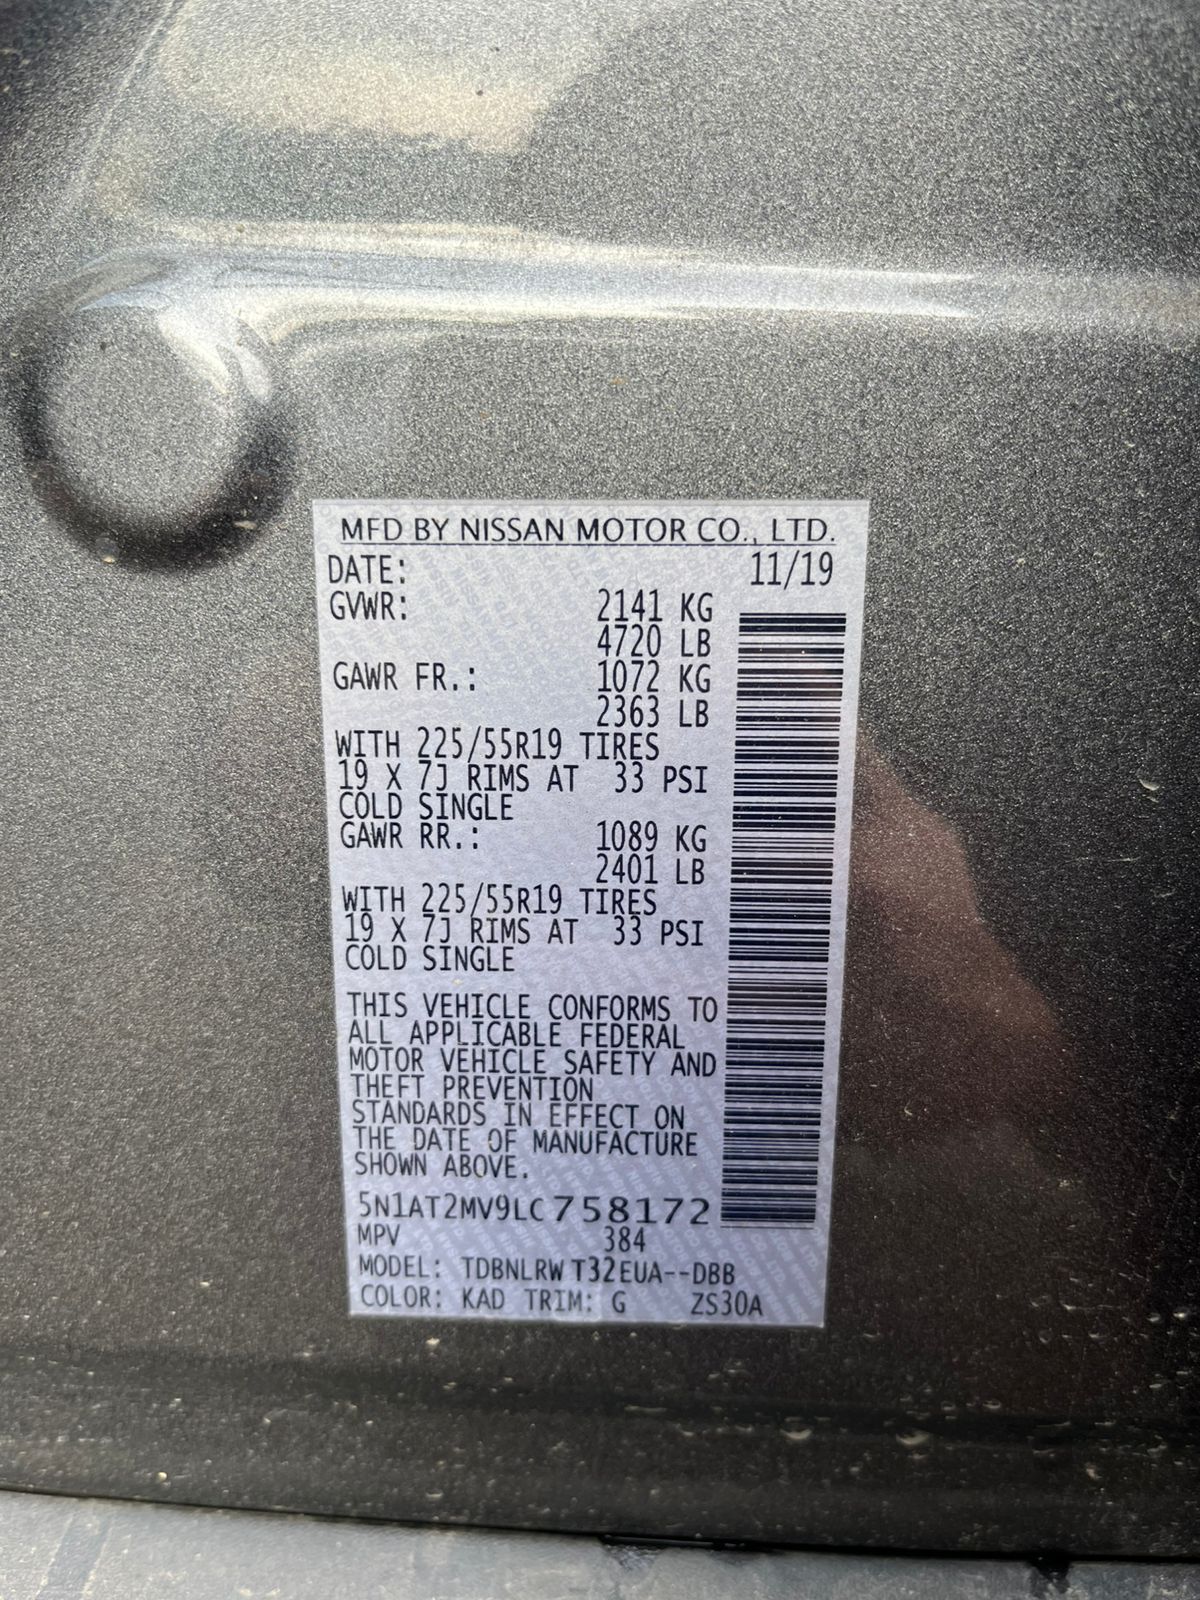 MFD BY NISSAN MOTOR CO., LTD.
DATE: 11/19
GVWR: 2141 KG
4720 LB
GAWR FR.: 1072 KG
2363 LB
WITH 225/55R19 TIRES
19 X 7J RIMS AT 33 PSI
COLD SINGLE
GAWR RR.: 1089 KG
2401 LB
WITH 225/55R19 TIRES
19 X 7J RIMS AT 33 PSI
COLD SINGLE
THIS VEHICLE CONFORMS TO
ALL APPLICABLE FEDERAL
MOTOR VEHICLE SAFETY AND
THEFT PREVENTION
STANDARDS IN EFFECT ON
THE DATE OF MANUFACTURE
SHOWN ABOVE.
5N1AT2MV9LC758172
MPV 384
MODEL: TDBNLRW T32EUA--DBB
COLOR: KAD TRIM: G ZS30A